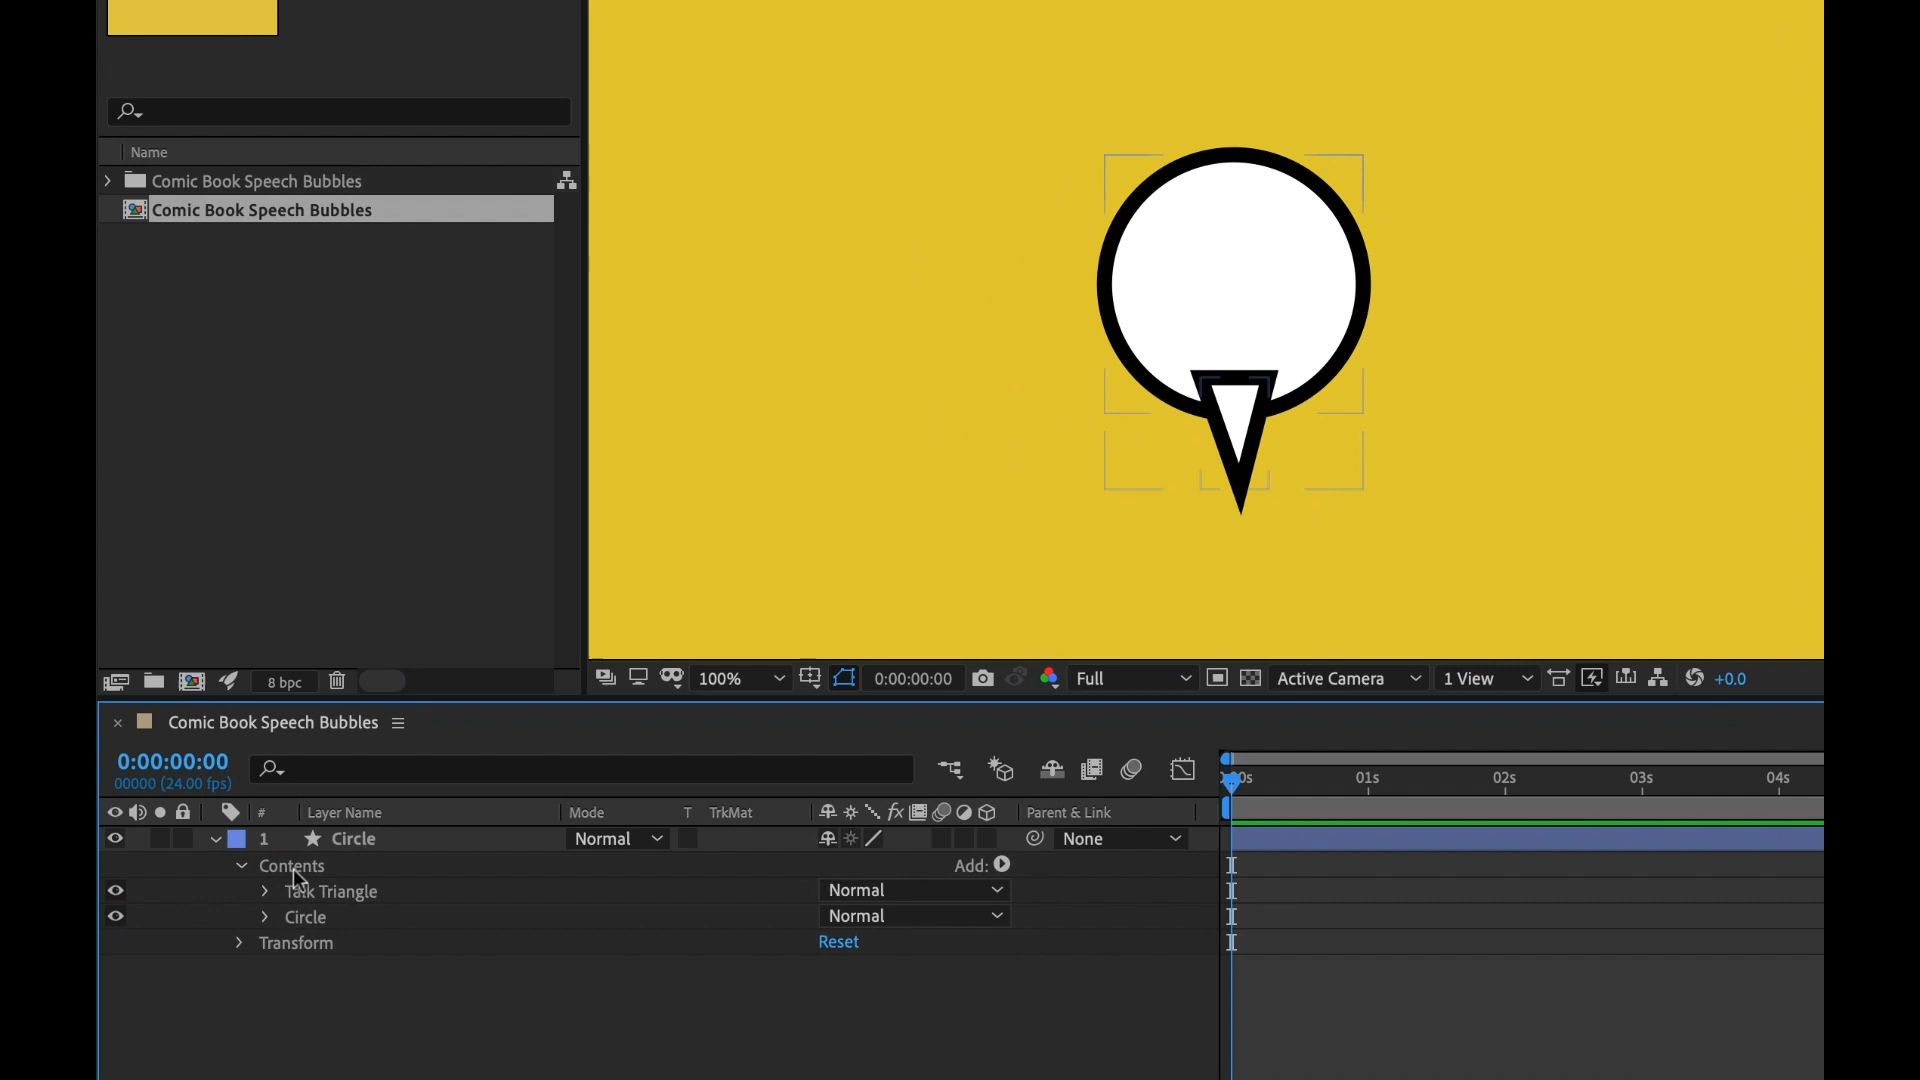 Name
Comic Book Speech Bubbles
Comic Book Speech Bubbles
8 bpc
100%
0:00:00:00
Full
Active Camera
1 View
+0.0
Comic Book Speech Bubbles
0:00:00:00
00000 (24.00 fps)
01s
02s
03s
04s
#
Layer Name
Mode
T
TrkMat
fx
Parent & Link
1
Circle
Normal
None
Contents
Add:
Talk Triangle
Normal
Circle
Normal
Transform
Reset